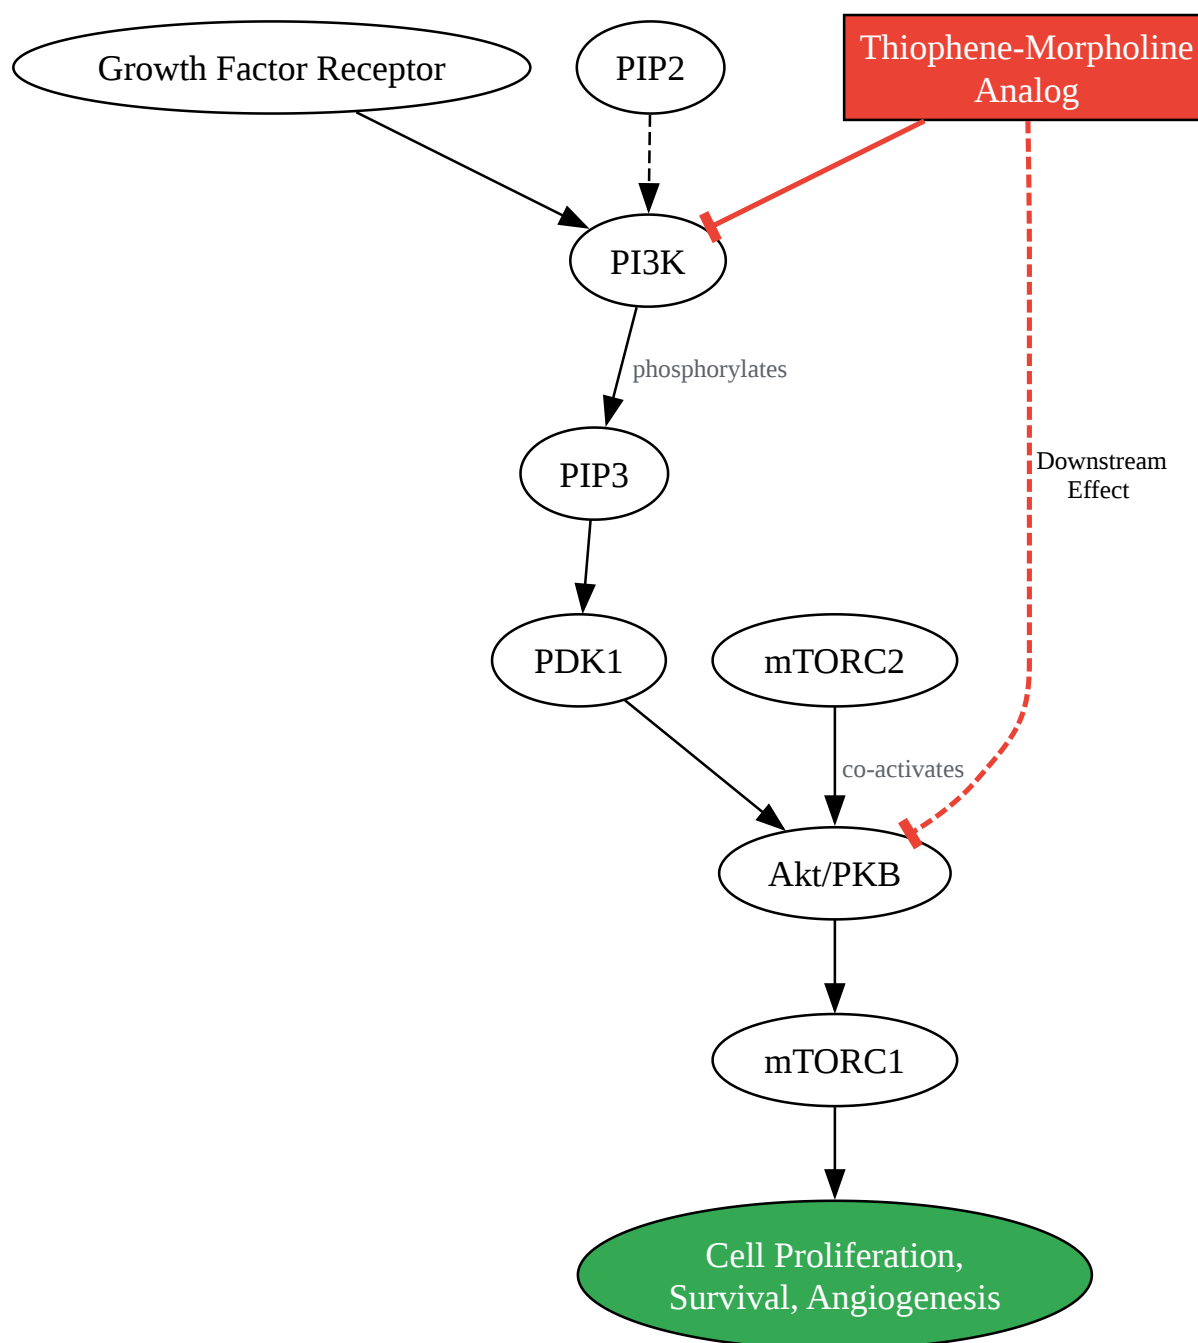 Growth Factor Receptor
PIP2
Thiophene-Morpholine
Analog
PI3K
phosphorylates
PIP3
Downstream
Effect
PDK1
mTORC2
co-activates
Akt/PKB
mTORC1
Cell Proliferation,
Survival, Angiogenesis